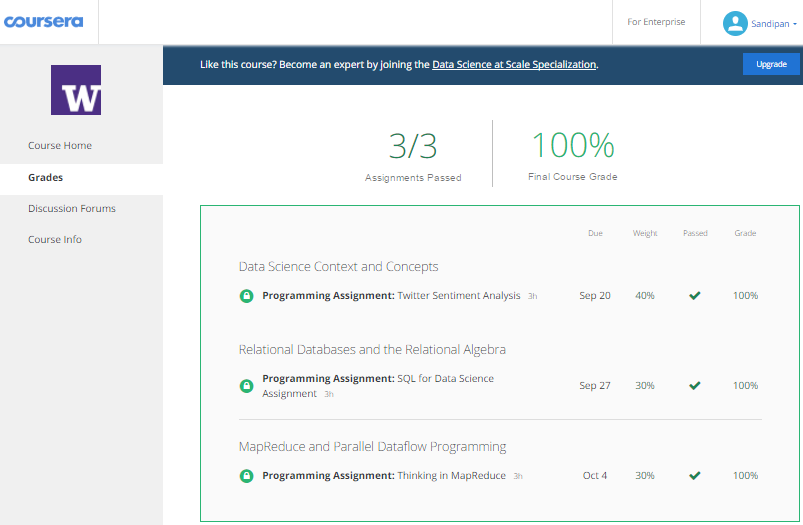 coursera
For Enterprise
Sandipan
W
Like this course? Become an expert by joining the Data Science at Scale Specialization.
Upgrade
Course Home
Grades
Discussion Forums
Course Info
3/3
Assignments Passed
100%
Final Course Grade
Due Weight Passed Grade
Data Science Context and Concepts
Programming Assignment: Twitter Sentiment Analysis 3h Sep 20 40% 100%
Relational Databases and the Relational Algebra
Programming Assignment: SQL for Data Science
Assignment 3h Sep 27 30% 100%
MapReduce and Parallel Dataflow Programming
Programming Assignment: Thinking in MapReduce 3h Oct 4 30% 100%